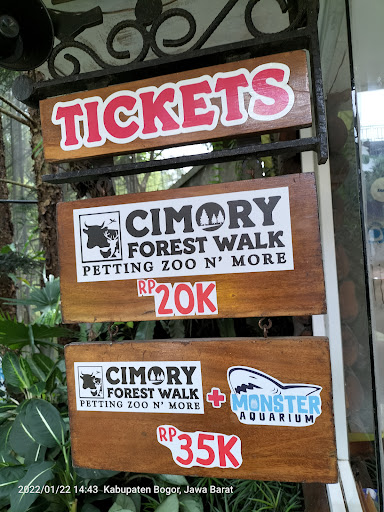 TICKETS
CIMORY
FOREST WALK
PETTING ZOO N' MORE
RP 20K
CIMORY
FOREST WALK
PETTING ZOO N' MORE
+
MONSTER
AQUARIUM
RP 35K
2022/01/22 14:43 Kabupaten Bogor, Jawa Barat